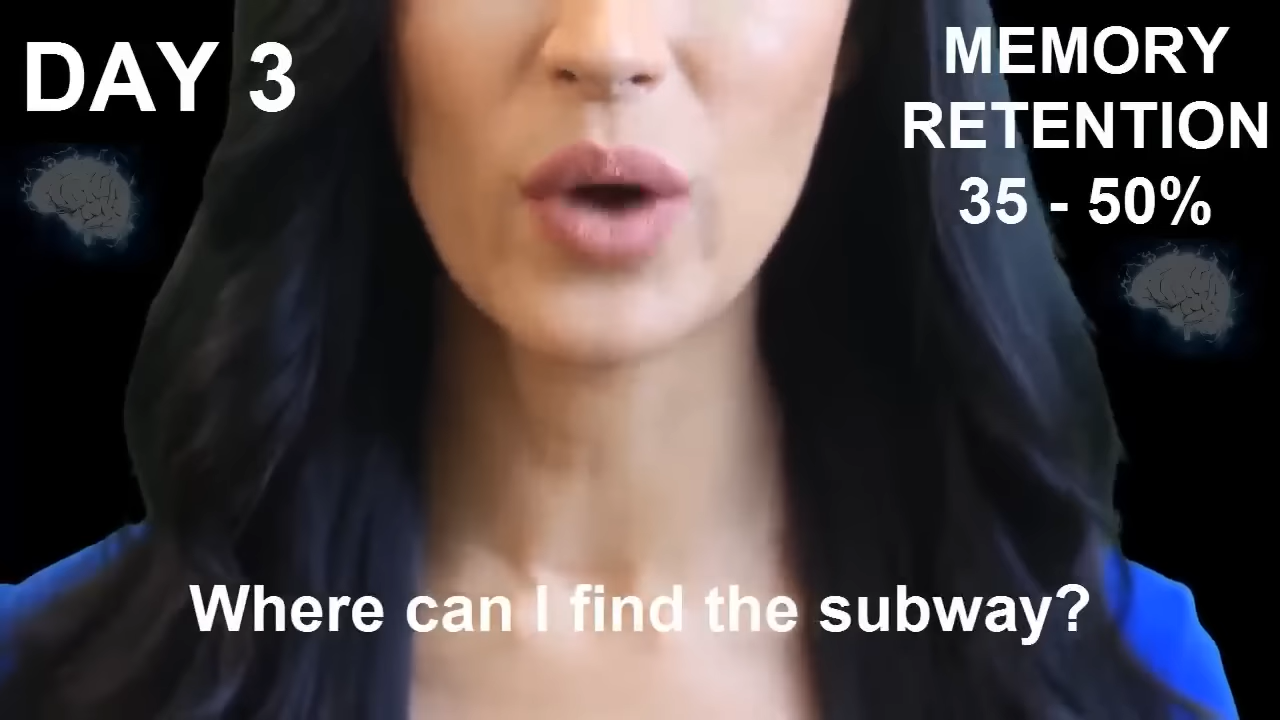 DAY 3
MEMORY
RETENTION
35 - 50%
Where can I find the subway?